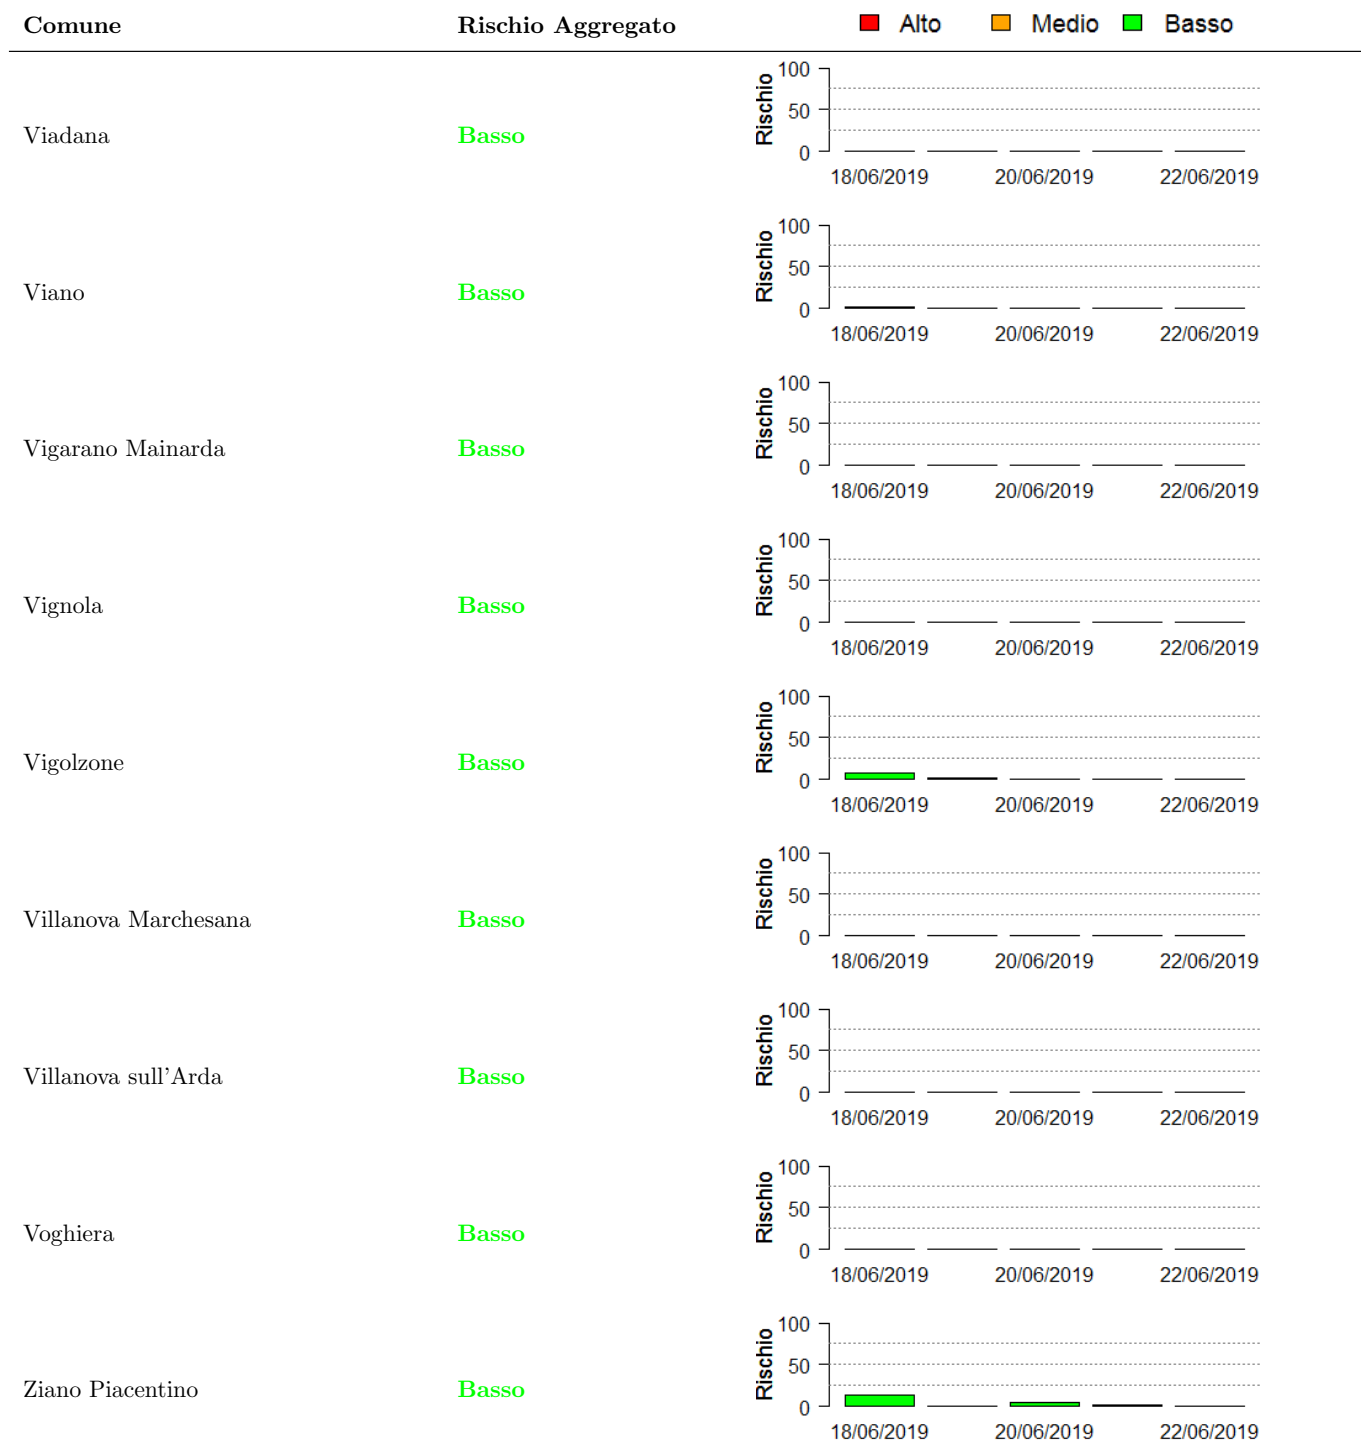 Comune Rischio Aggregato Alto Medio Basso
Viadana Basso Rischio 100 50 0
18/06/2019 20/06/2019 22/06/2019
Viano Basso Rischio 100 50 0
18/06/2019 20/06/2019 22/06/2019
Vigarano Mainarda Basso Rischio 100 50 0
18/06/2019 20/06/2019 22/06/2019
Vignola Basso Rischio 100 50 0
18/06/2019 20/06/2019 22/06/2019
Vigolzone Basso Rischio 100 50 0
18/06/2019 20/06/2019 22/06/2019
Villanova Marchesana Basso Rischio 100 50 0
18/06/2019 20/06/2019 22/06/2019
Villanova sull'Arda Basso Rischio 100 50 0
18/06/2019 20/06/2019 22/06/2019
Voghiera Basso Rischio 100 50 0
18/06/2019 20/06/2019 22/06/2019
Ziano Piacentino Basso Rischio 100 50 0
18/06/2019 20/06/2019 22/06/2019